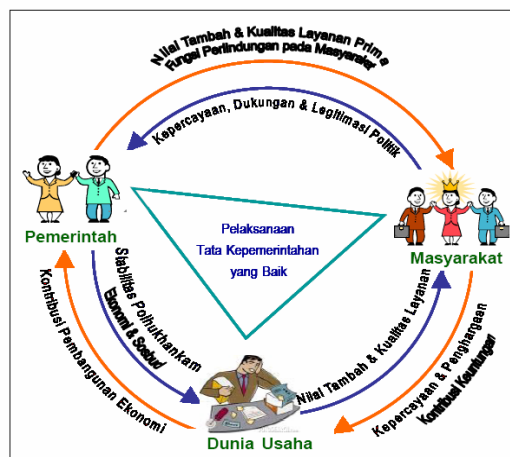 Nilai Tambah & Kualitas Layanan Prima
Fungsi Perlindungan pada Masyarakat
Kepercayaan, Dukungan & Legitimasi Politik
Pemerintah
Masyarakat
Pelaksanaan
Tata Kepemerintahan
yang Baik
Stabilitas Polhukhankam
Ekonomi & Sosbud
Kontribusi Pembangunan Ekonomi
Nilai Tambah & Kualitas Layanan
Kepercayaan & Penghargaan
Kontribusi Keuntungan
Dunia Usaha